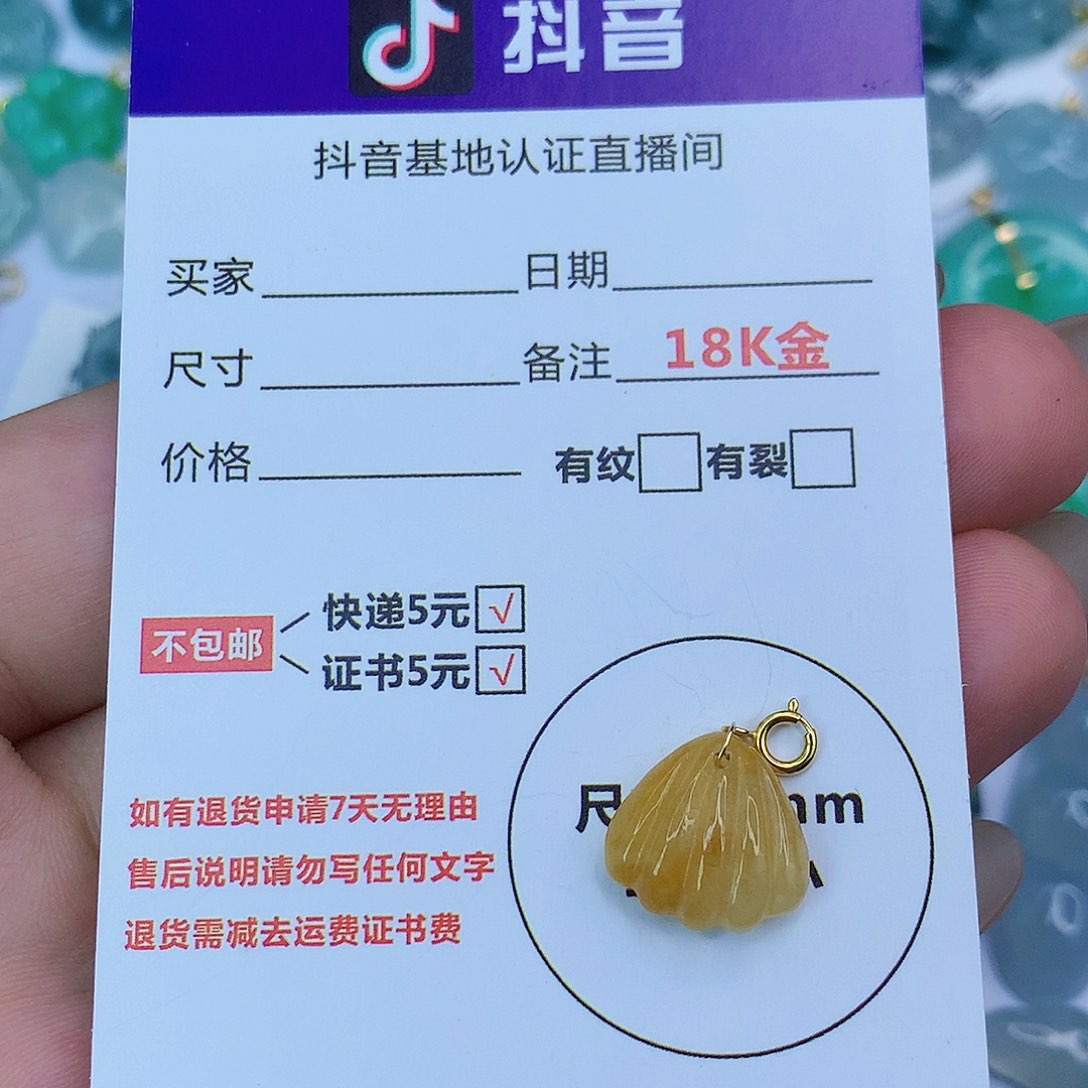 抖音
抖音基地认证直播间
买家 日期
尺寸 备注 18K金
价格 有纹 有裂
不包邮
快递5元 √
证书5元 √
如有退货申请7天无理由
售后说明请勿写任何文字
退货需减去运费证书费
尺 mm